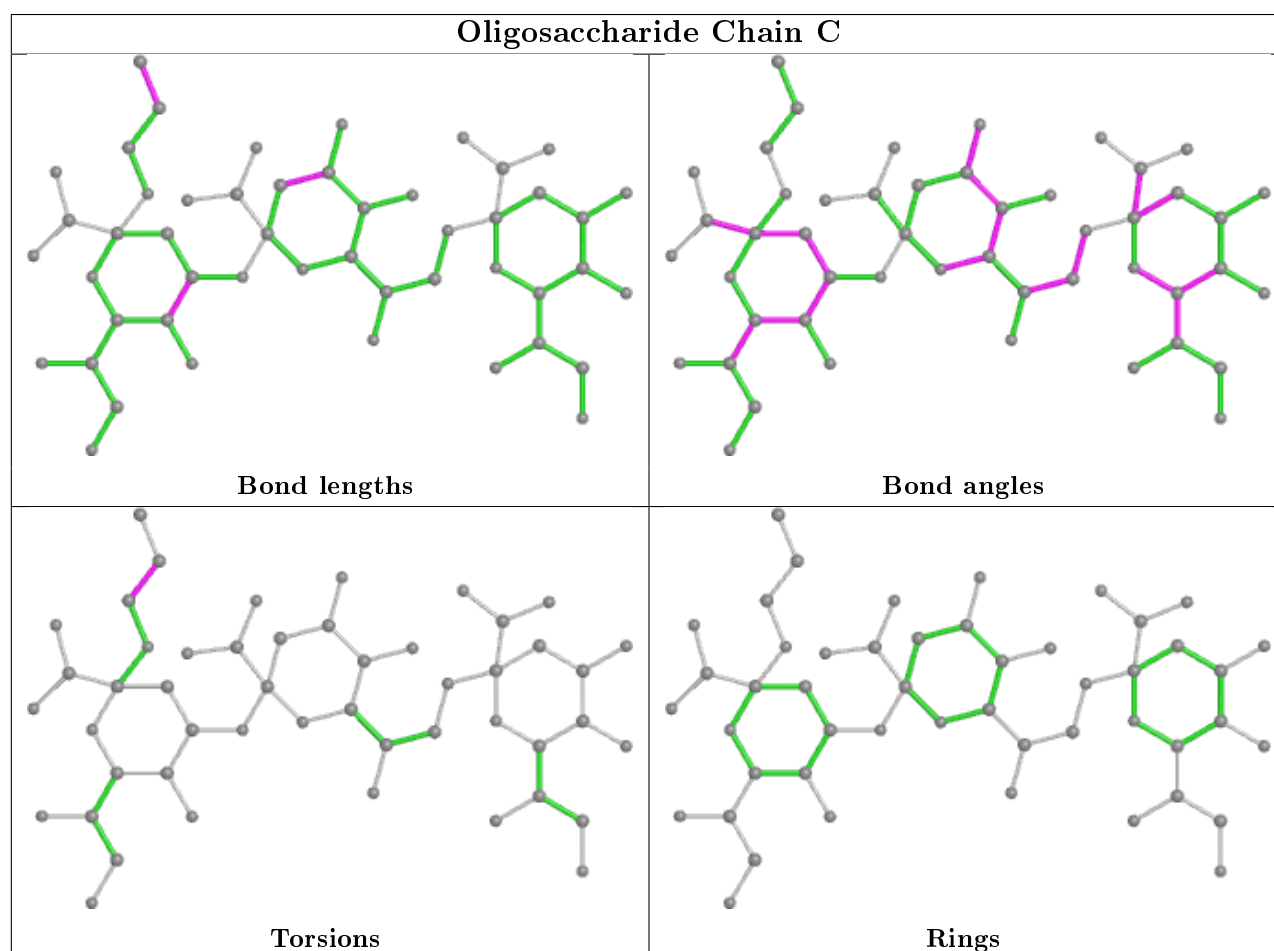 Oligosaccharide Chain C
Bond lengths
Bond angles
Torsions
Rings